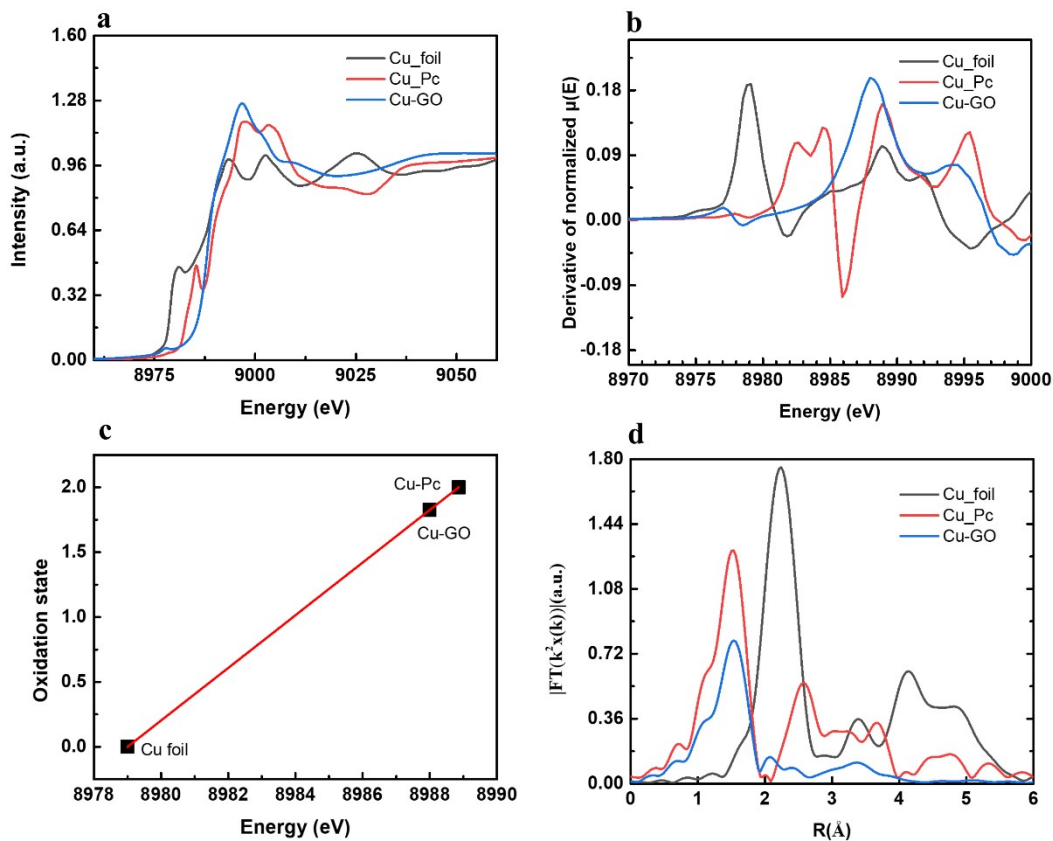 a
1.60
1.28
0.96
0.64
0.32
0.00
Intensity (a.u.)
Cu_foil
Cu_Pc
Cu-GO
8975 9000 9025 9050
Energy (eV)
b
0.18
0.09
0.00
-0.09
-0.18
Derivative of normalized μ(E)
Cu_foil
Cu_Pc
Cu-GO
8970 8975 8980 8985 8990 8995 9000
Energy (eV)
c
2.0
1.5
1.0
0.5
0.0
Oxidation state
Cu-Pc
Cu-GO
Cu foil
8978 8980 8982 8984 8986 8988 8990
Energy (eV)
d
1.80
1.44
1.08
0.72
0.36
0.00
|FT(k²x(k))|(a.u.)
Cu_foil
Cu_Pc
Cu-GO
0 1 2 3 4 5 6
R(Å)